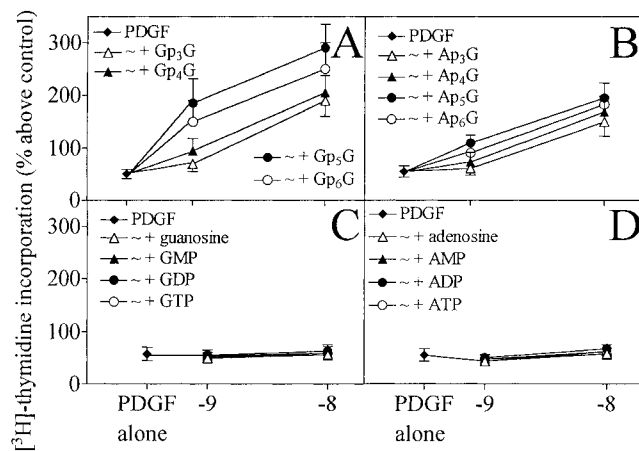 [³H]-thymidine incorporation (% above control)
300
200
100
0
300
200
100
0
A
PDGF
~ + Gp₃G
~ + Gp₄G
~ + Gp₅G
~ + Gp₆G
B
PDGF
~ + Ap₃G
~ + Ap₄G
~ + Ap₅G
~ + Ap₆G
C
PDGF
~ + guanosine
~ + GMP
~ + GDP
~ + GTP
D
PDGF
~ + adenosine
~ + AMP
~ + ADP
~ + ATP
PDGF -9 -8 PDGF -9 -8
alone alone